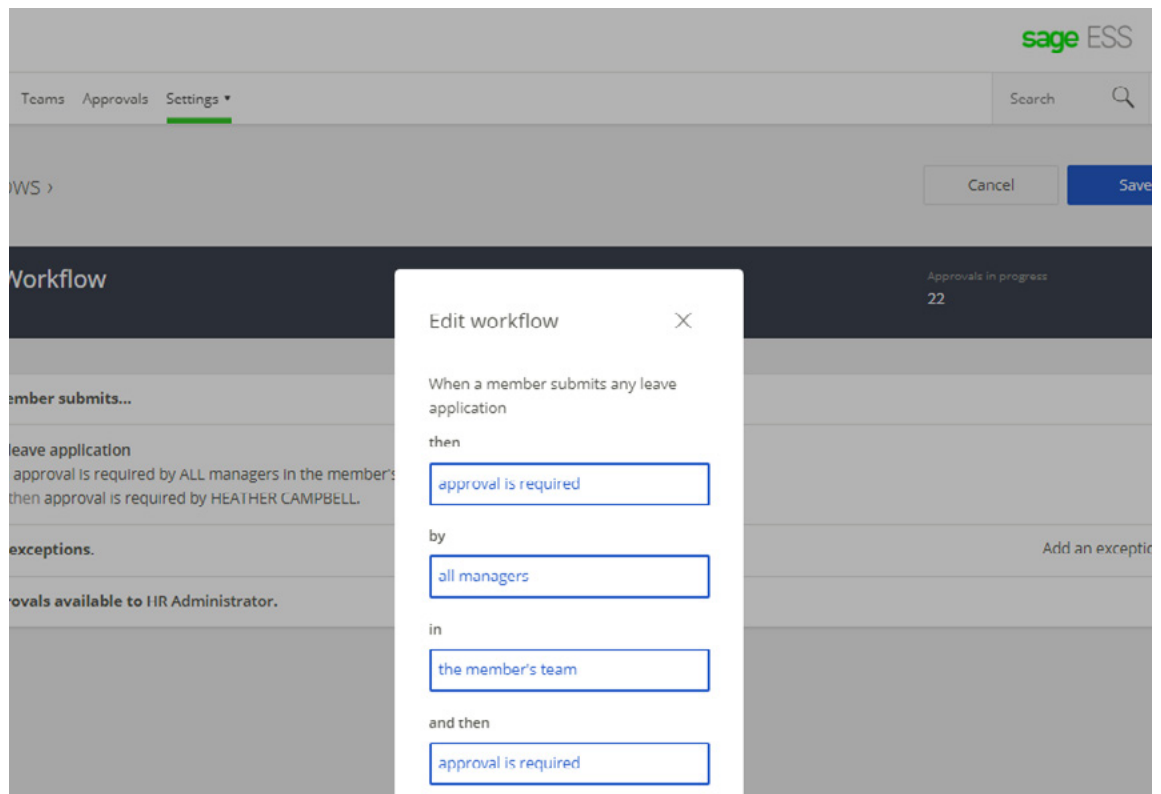 sage ESS
Teams Approvals Settings Search
ows ›
Cancel Save
Workflow
Approvals in progress
22
Edit workflow
When a member submits any leave
application
then
approval is required
by
all managers
in
the member's team
and then
approval is required
ember submits...
leave application
approval is required by ALL managers in the member's
then approval is required by HEATHER CAMPBELL.
exceptions.
Add an exceptio
rovals available to HR Administrator.